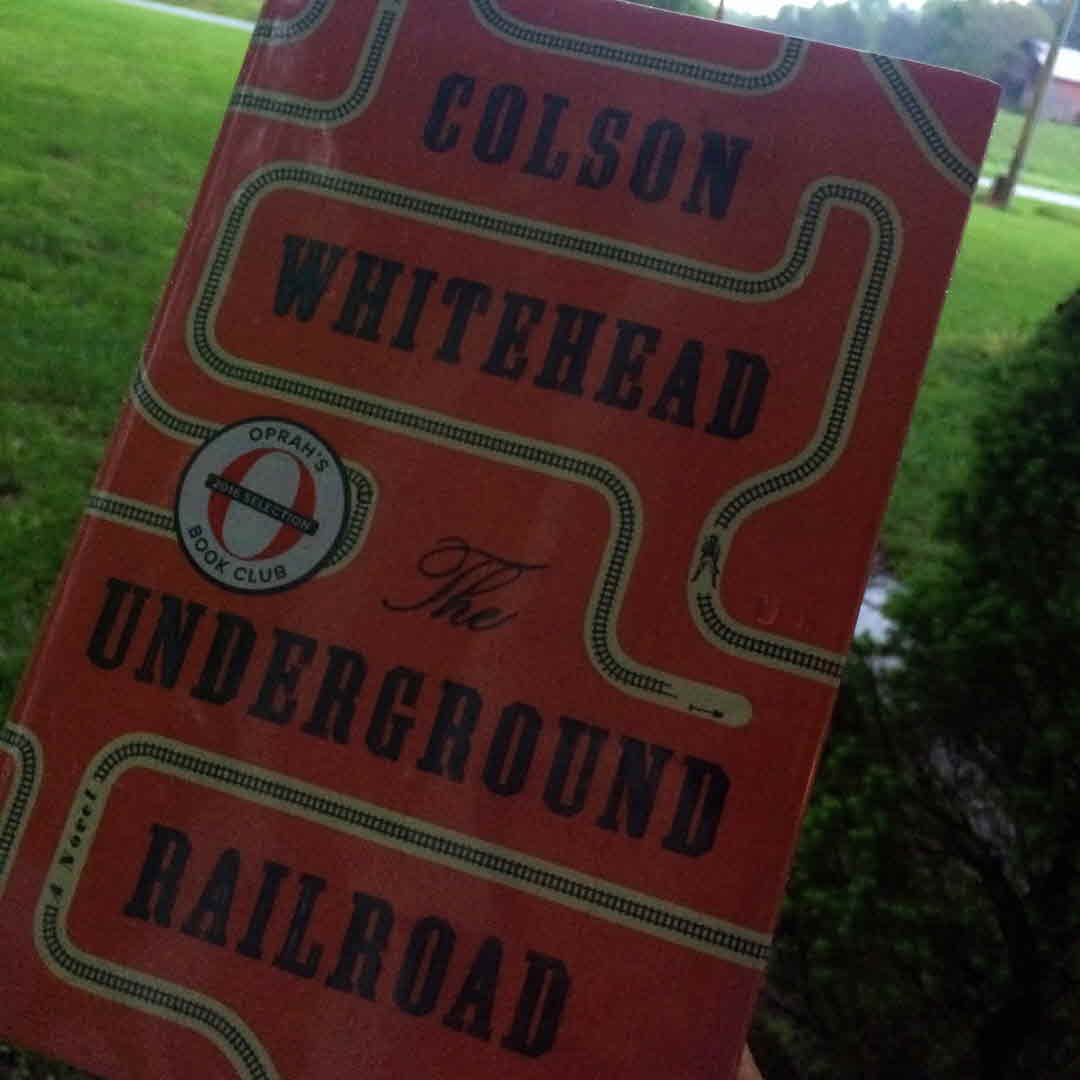 COLSON
WHITEHEAD
OPRAH'S
2016 SELECTION
BOOK CLUB
The
UNDERGROUND
A Novel
RAILROAD